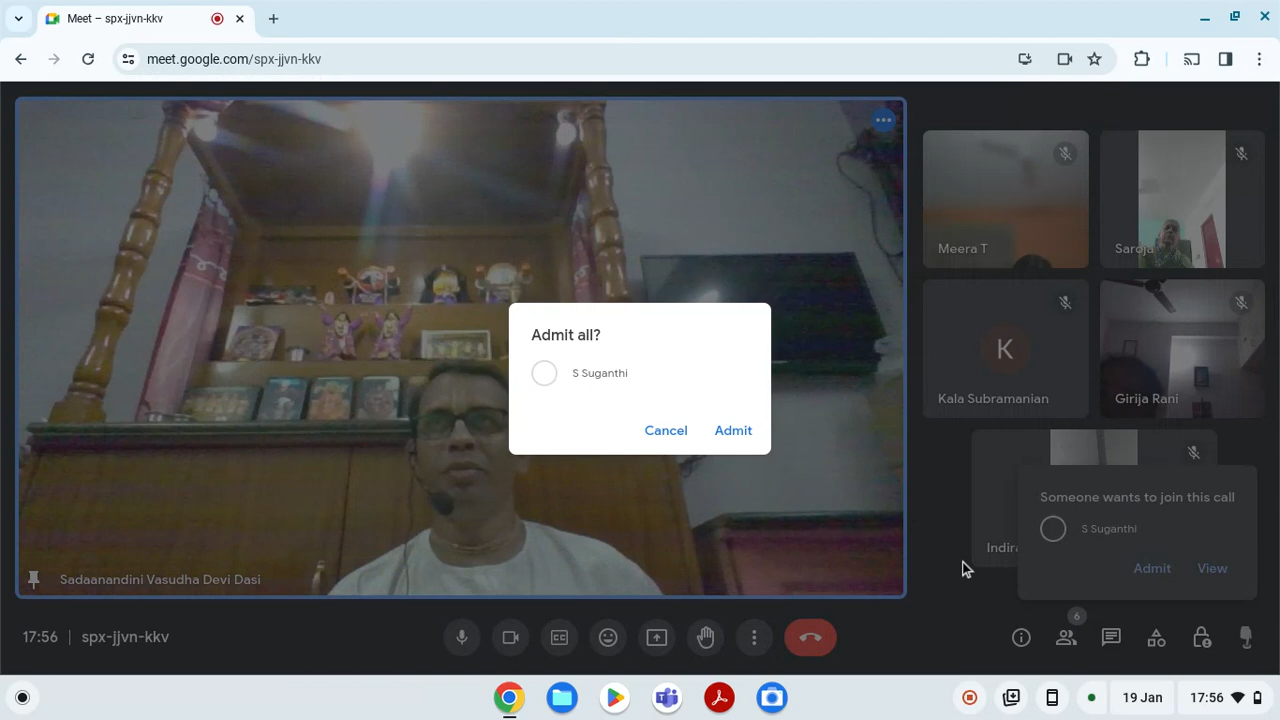 Meet – spx-jjvn-kkv
meet.google.com/spx-jjvn-kkv
Meera T
Saroja
K
Kala Subramanian
Girija Rani
Admit all?
S Suganthi
Cancel
Admit
Someone wants to join this call
S Suganthi
Admit
View
Sadaanandini Vasudha Devi Dasi
17:56
spx-jjvn-kkv
CC
6
19 Jan
17:56